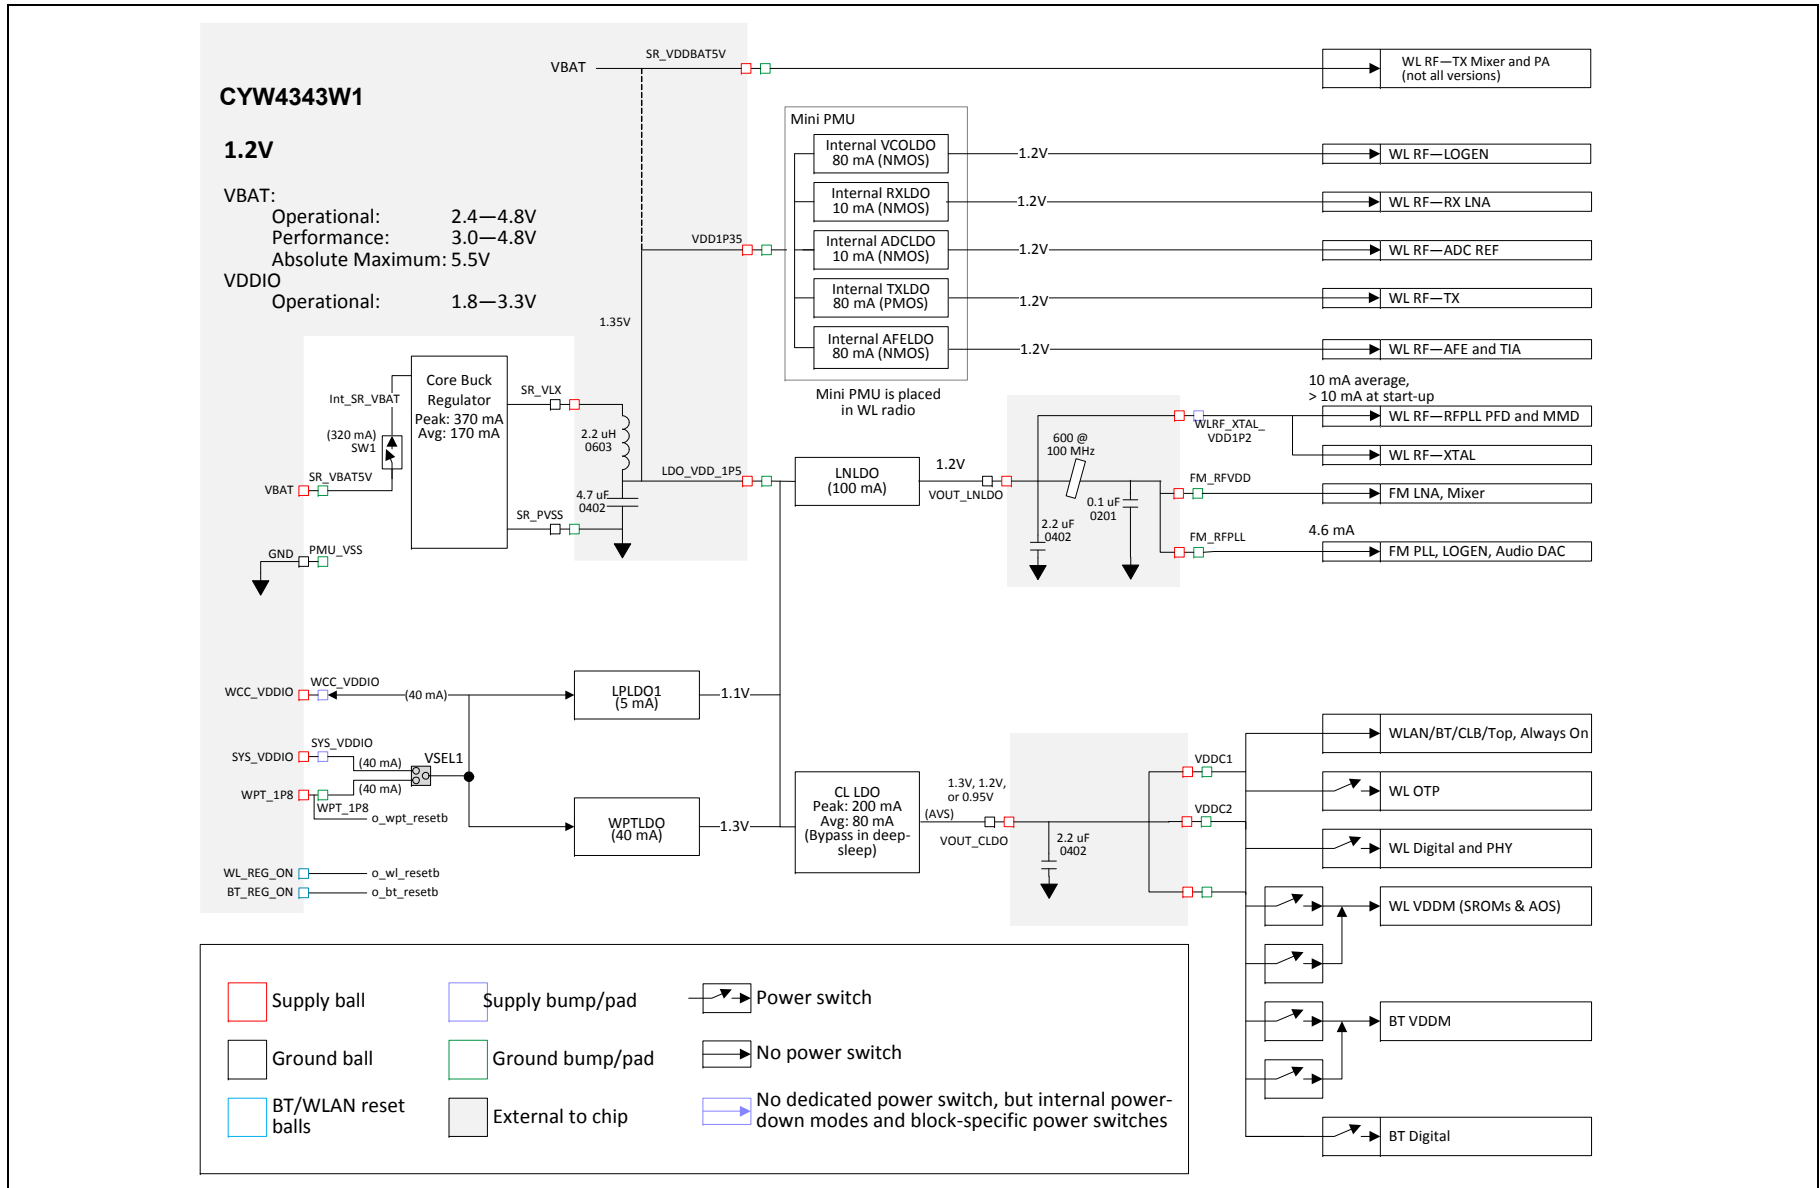 CYW4343W1
1.2V
VBAT:
Operational: 2.4—4.8V
Performance: 3.0—4.8V
Absolute Maximum: 5.5V
VDDIO
Operational: 1.8—3.3V
VBAT
SR_VDDBAT5V
WL RF—TX Mixer and PA
(not all versions)
Mini PMU
Internal VCOLDO
80 mA (NMOS)
1.2V
WL RF—LOGEN
Internal RXLDO
10 mA (NMOS)
1.2V
WL RF—RX LNA
VDD1P35
Internal ADCLDO
10 mA (NMOS)
1.2V
WL RF—ADC REF
Internal TXLDO
80 mA (PMOS)
1.2V
WL RF—TX
1.35V
Internal AFELDO
80 mA (NMOS)
1.2V
WL RF—AFE and TIA
Mini PMU is placed
in WL radio
Core Buck
Regulator
Peak: 370 mA
Avg: 170 mA
Int_SR_VBAT
(320 mA)
SW1
SR_VBAT5V
VBAT
SR_VLX
2.2 uH
0603
4.7 uF
0402
SR_PVSS
GND
PMU_VSS
LDO_VDD_1P5
LNLDO
(100 mA)
1.2V
VOUT_LNLDO
600 @
100 MHz
2.2 uF
0402
0.1 uF
0201
WLRF_XTAL_
VDD1P2
10 mA average,
> 10 mA at start-up
WL RF—RFPLL PFD and MMD
WL RF—XTAL
FM_RFVDD
FM LNA, Mixer
FM_RFPLL
4.6 mA
FM PLL, LOGEN, Audio DAC
WCC_VDDIO
WCC_VDDIO
(40 mA)
LPLDO1
(5 mA)
1.1V
SYS_VDDIO
SYS_VDDIO
(40 mA)
VSEL1
WPT_1P8
(40 mA)
WPT_1P8
o_wpt_resetb
WPTLDO
(40 mA)
1.3V
CL LDO
Peak: 200 mA
Avg: 80 mA
(Bypass in deep-
sleep)
1.3V, 1.2V,
or 0.95V
(AVS)
VOUT_CLDO
2.2 uF
0402
VDDC1
VDDC2
WL_REG_ON
o_wl_resetb
BT_REG_ON
o_bt_resetb
WLAN/BT/CLB/Top, Always On
WL OTP
WL Digital and PHY
WL VDDM (SROMs & AOS)
BT VDDM
BT Digital
Supply ball
Supply bump/pad
Power switch
Ground ball
Ground bump/pad
No power switch
BT/WLAN reset
balls
External to chip
No dedicated power switch, but internal power-
down modes and block-specific power switches